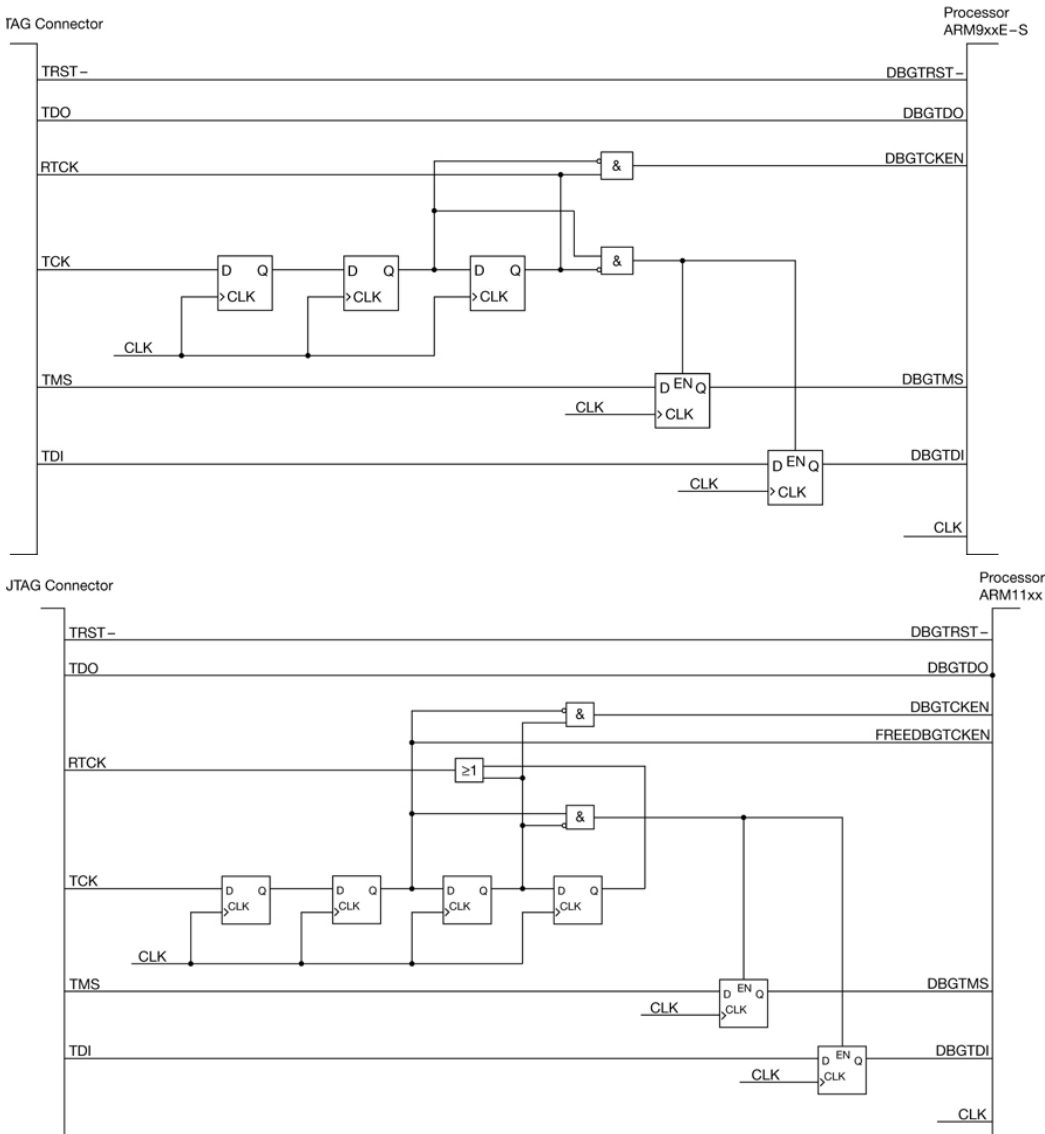 TAG Connector
Processor
ARM9xxE-S
TRST-
DBGTRST-
TDO
DBGTDO
RTCK
&
DBGTCKEN
TCK
D Q
CLK
D Q
CLK
D Q
CLK
&
CLK
TMS
D EN Q
CLK
CLK
DBGTMS
TDI
D EN Q
CLK
CLK
DBGTDI
CLK
JTAG Connector
Processor
ARM11xx
TRST-
DBGTRST-
TDO
DBGTDO
&
DBGTCKEN
FREEDBGTCKEN
RTCK
≥1
&
TCK
D Q
CLK
D Q
CLK
D Q
CLK
D Q
CLK
CLK
TMS
D EN Q
CLK
CLK
DBGTMS
TDI
D EN Q
CLK
CLK
DBGTDI
CLK